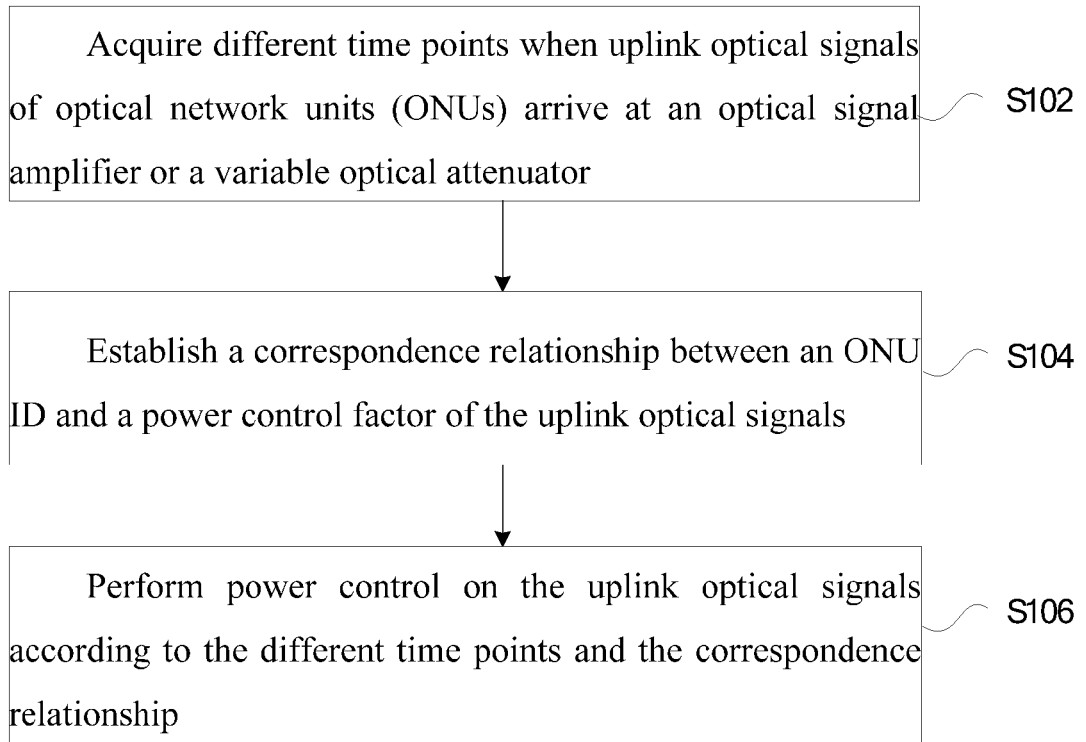 Acquire different time points when uplink optical signals
of optical network units (ONUs) arrive at an optical signal
amplifier or a variable optical attenuator
S102
Establish a correspondence relationship between an ONU
ID and a power control factor of the uplink optical signals
S104
Perform power control on the uplink optical signals
according to the different time points and the correspondence
relationship
S106